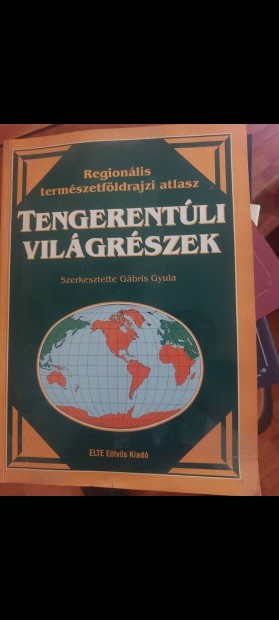 Regionális
természetföldrajzi atlasz
TENGERENTÚLI
VILÁGRÉSZEK
Szerkesztette Gábris Gyula
ELTE Eötvös Kiadó